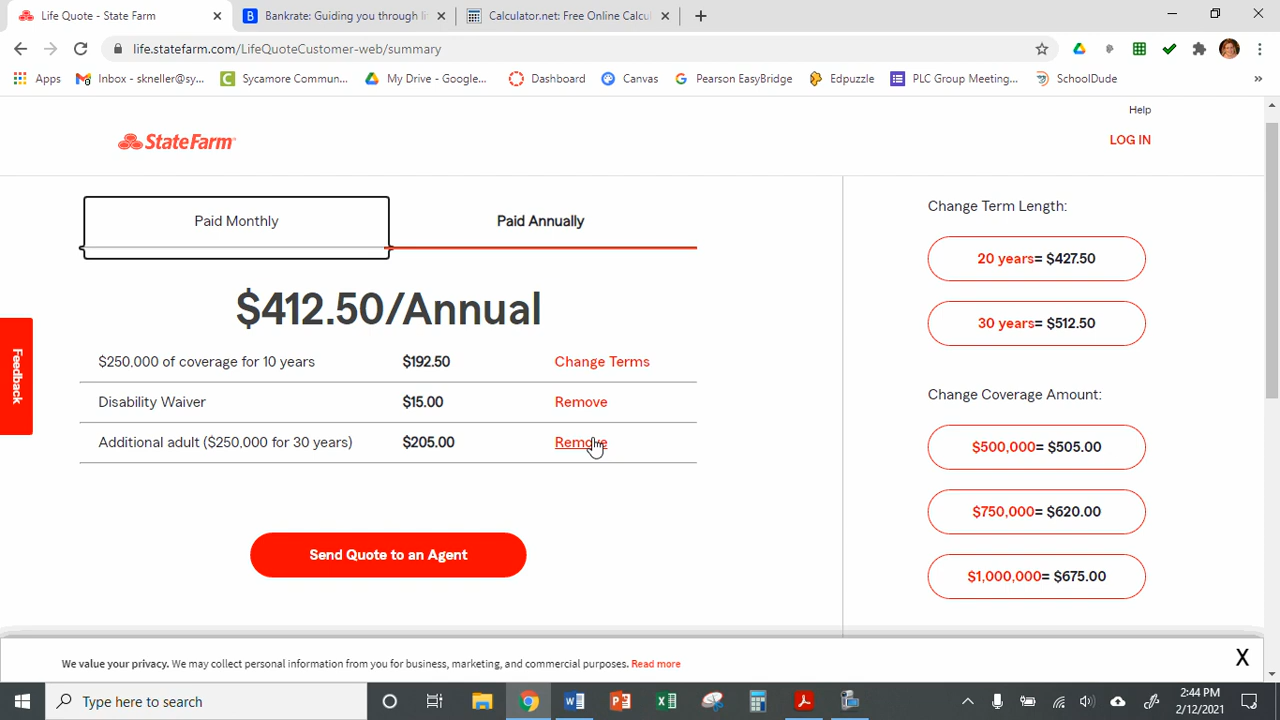 Life Quote - State Farm
Bankrate: Guiding you through li
Calculator.net: Free Online Calcu
life.statefarm.com/LifeQuoteCustomer-web/summary
Apps
Inbox - skneller@sy...
Sycamore Commun...
My Drive - Google...
Dashboard
Canvas
Pearson EasyBridge
Edpuzzle
PLC Group Meeting...
SchoolDude
»
Help
StateFarm®
LOG IN
Paid Monthly
Paid Annually
$412.50/Annual
$250,000 of coverage for 10 years $192.50 Change Terms
Disability Waiver $15.00 Remove
Additional adult ($250,000 for 30 years) $205.00 Remove
Send Quote to an Agent
Change Term Length:
20 years= $427.50
30 years= $512.50
Change Coverage Amount:
$500,000= $505.00
$750,000= $620.00
$1,000,000= $675.00
Feedback
We value your privacy. We may collect personal information from you for business, marketing, and commercial purposes. Read more
X
Type here to search
2:44 PM
2/12/2021